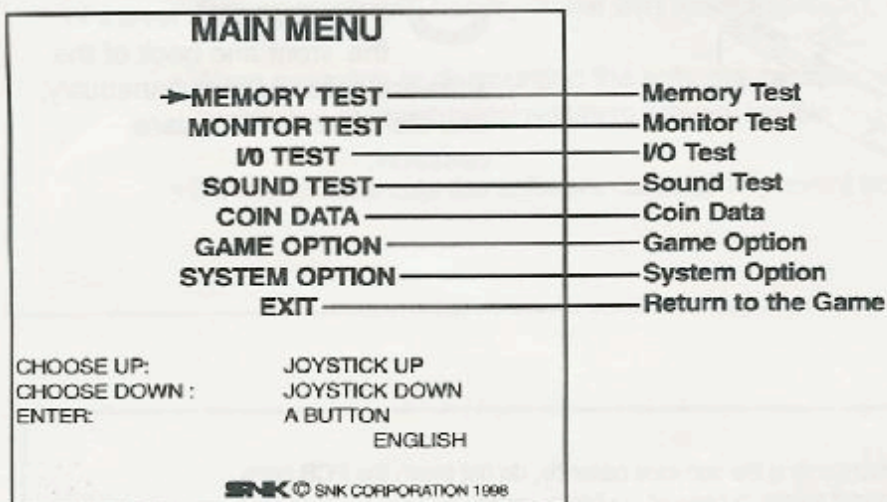 MAIN MENU
➔MEMORY TEST Memory Test
MONITOR TEST Monitor Test
I/0 TEST I/O Test
SOUND TEST Sound Test
COIN DATA Coin Data
GAME OPTION Game Option
SYSTEM OPTION System Option
EXIT Return to the Game
CHOOSE UP: JOYSTICK UP
CHOOSE DOWN : JOYSTICK DOWN
ENTER: A BUTTON
ENGLISH
SNK © SNK CORPORATION 1998